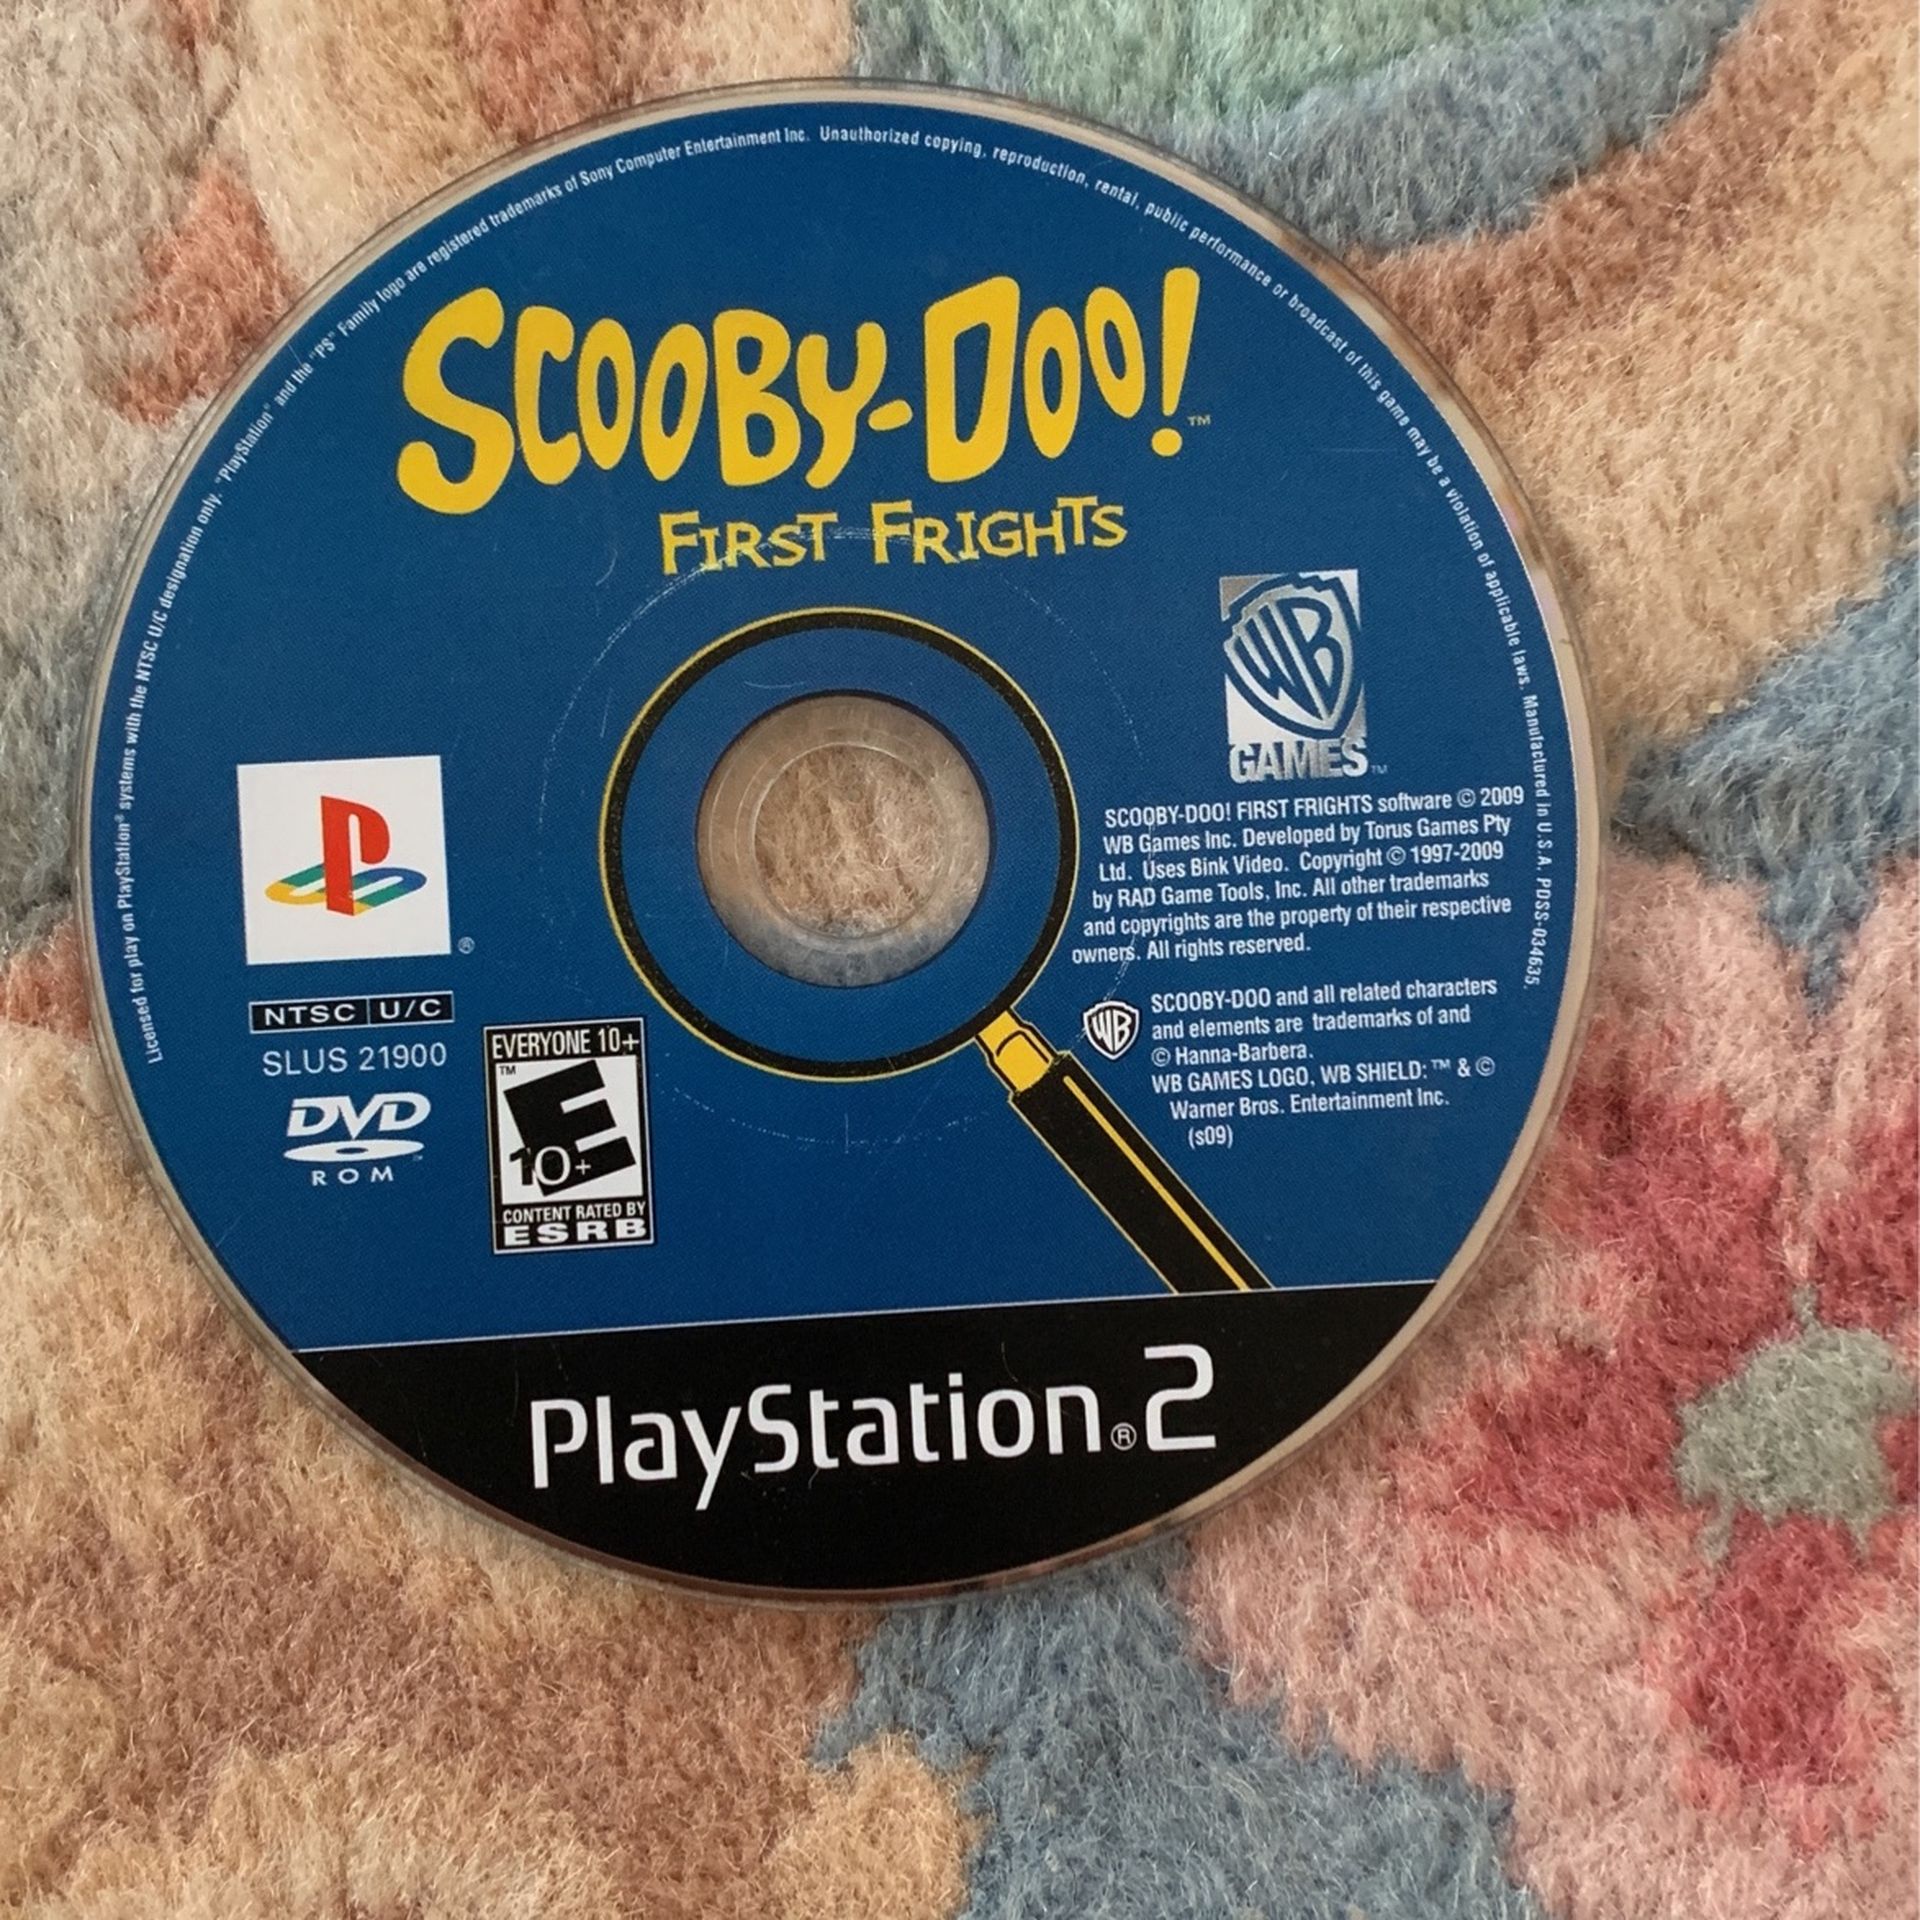 Licensed for play on PlayStation® systems with the NTSC U/C designation only. "PlayStation" and the "PS" Family logo are registered trademarks of Sony Computer Entertainment Inc. Unauthorized copying, reproduction, rental, public performance or broadcast of this game may be a violation of applicable laws. Manufactured in U.S.A. PDSS-034635.
SCOOBY-DOO!™
FIRST FRIGHTS
WB
GAMES™
®
NTSC U/C
SLUS 21900
DVD™
ROM
EVERYONE 10+
™
E
10+
CONTENT RATED BY
ESRB
SCOOBY-DOO! FIRST FRIGHTS software © 2009
WB Games Inc. Developed by Torus Games Pty
Ltd. Uses Bink Video. Copyright © 1997-2009
by RAD Game Tools, Inc. All other trademarks
and copyrights are the property of their respective
owners. All rights reserved.
WB
SCOOBY-DOO and all related characters
and elements are trademarks of and
© Hanna-Barbera.
WB GAMES LOGO, WB SHIELD: ™ & ©
Warner Bros. Entertainment Inc.
(s09)
PlayStation®2